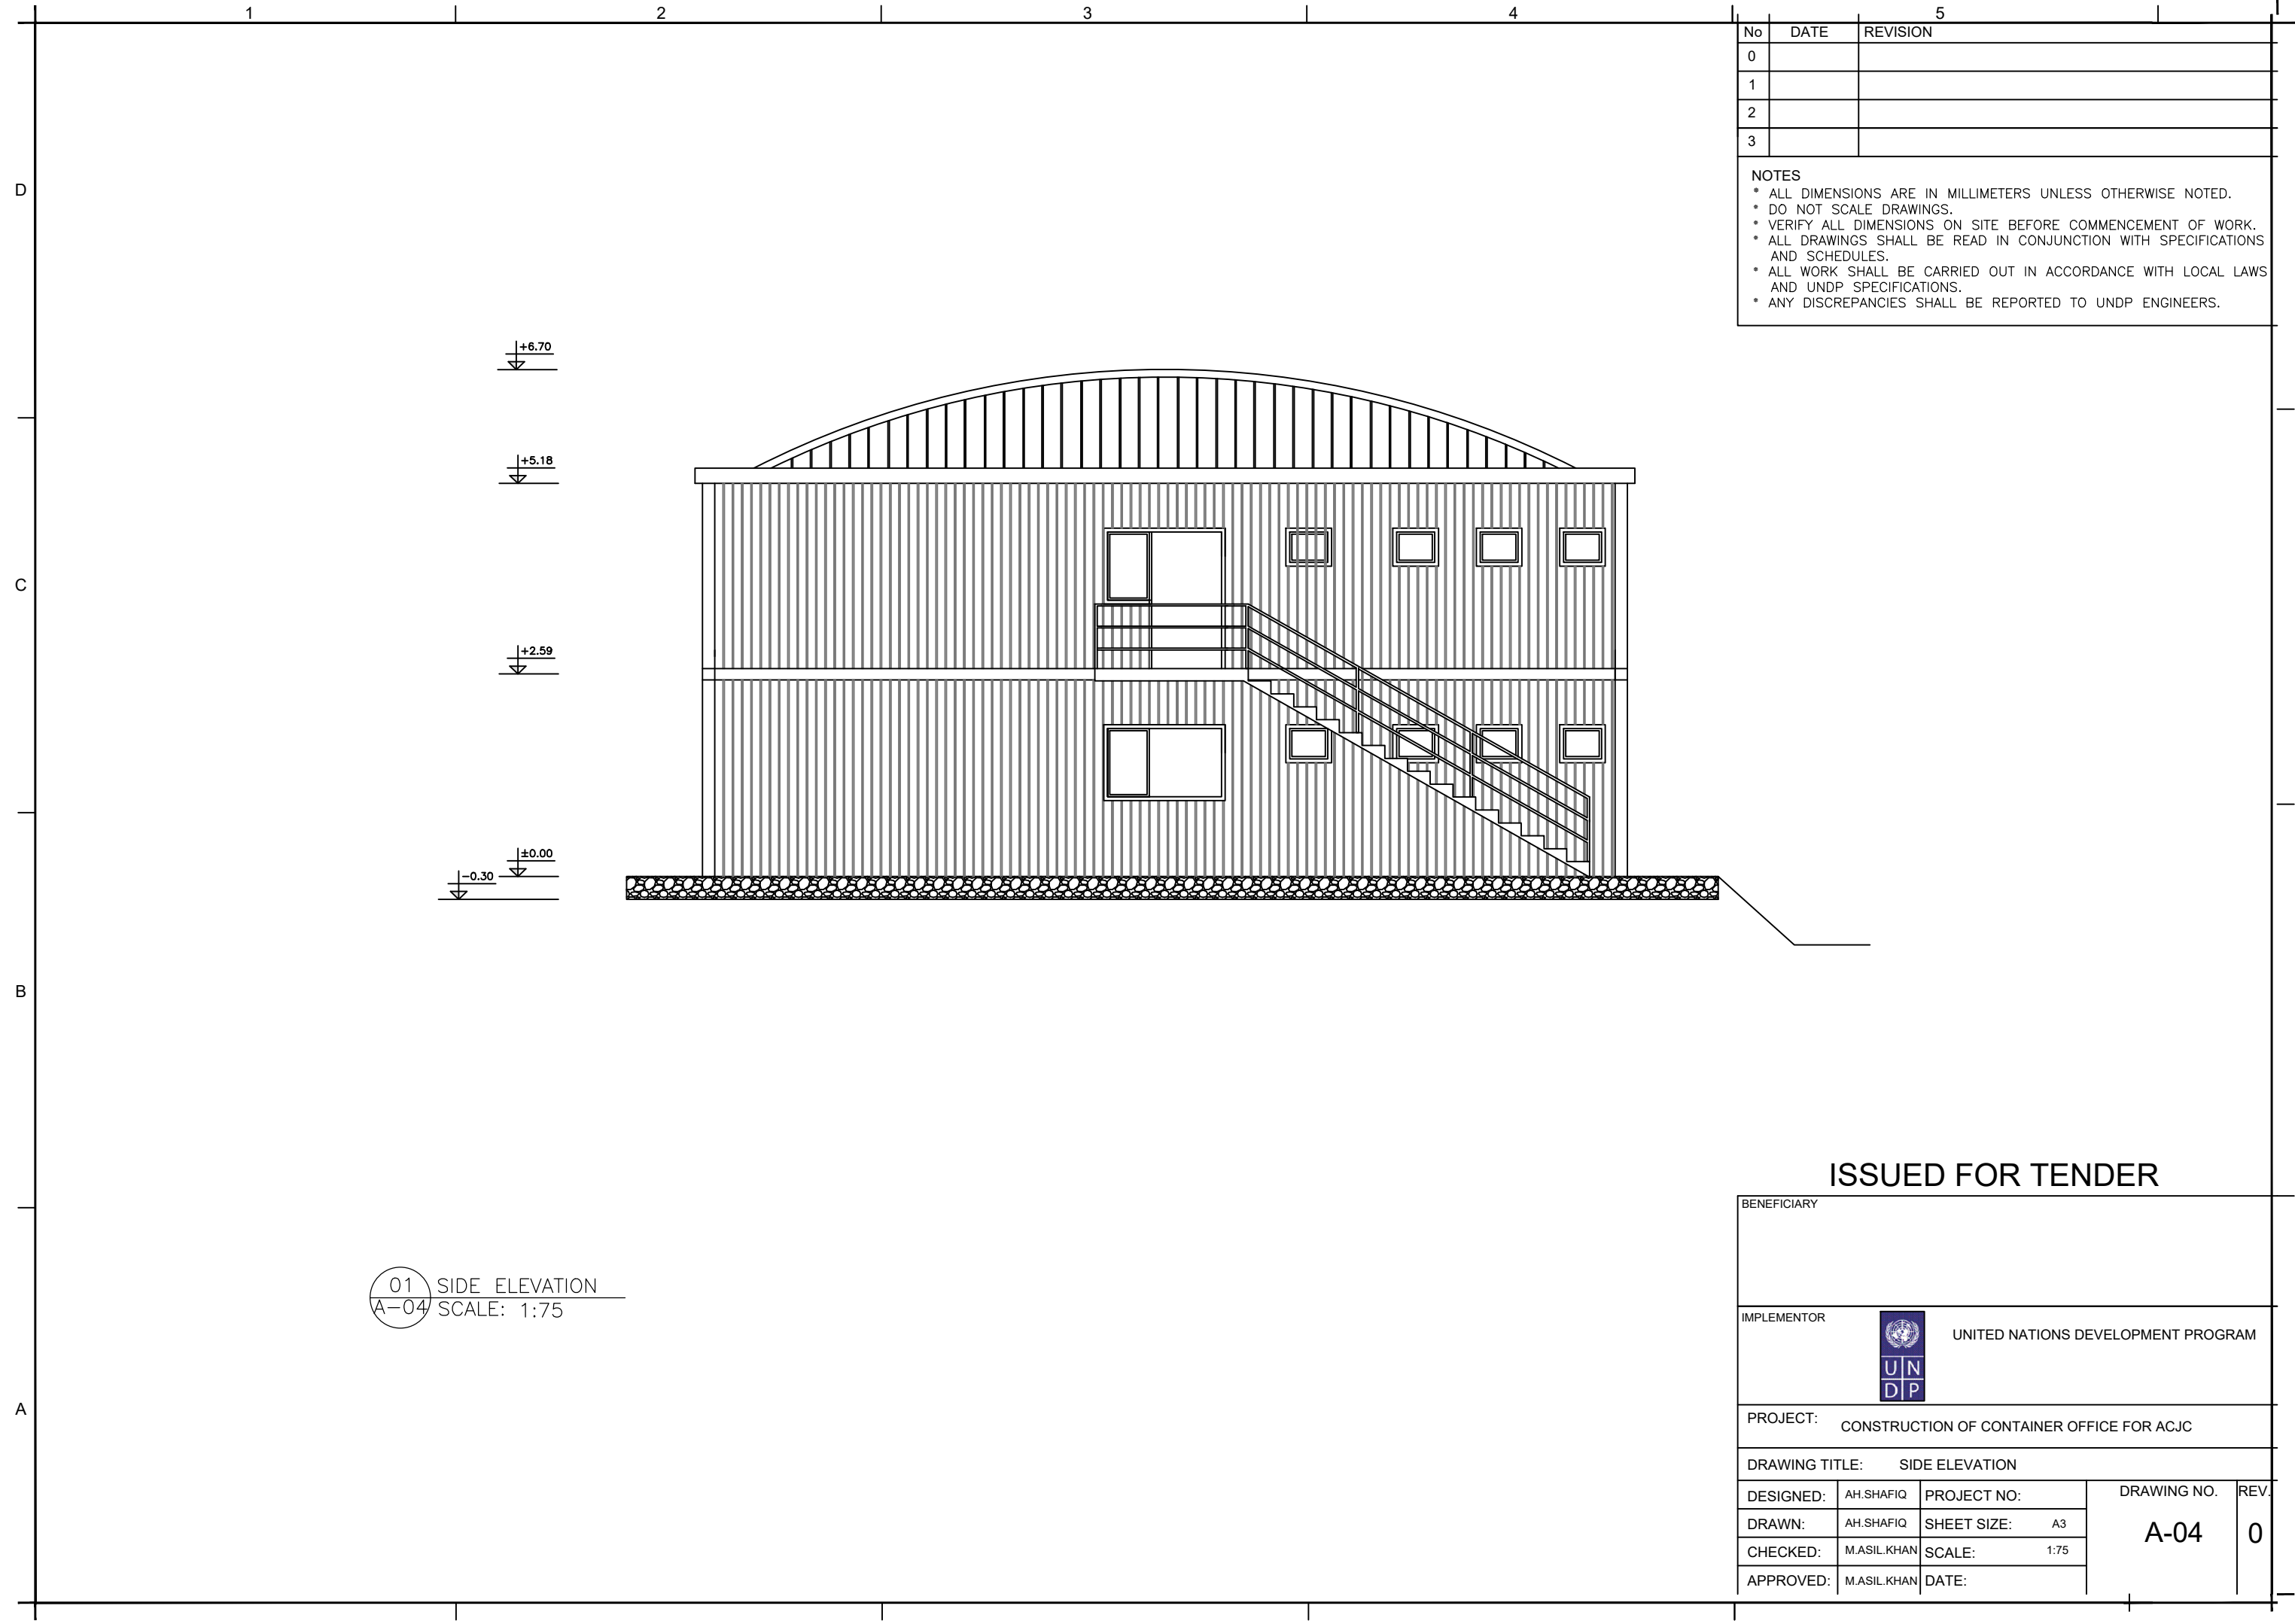 1 2 3 4 5
No DATE REVISION
0
1
2
3
NOTES
* ALL DIMENSIONS ARE IN MILLIMETERS UNLESS OTHERWISE NOTED.
* DO NOT SCALE DRAWINGS.
* VERIFY ALL DIMENSIONS ON SITE BEFORE COMMENCEMENT OF WORK.
* ALL DRAWINGS SHALL BE READ IN CONJUNCTION WITH SPECIFICATIONS
AND SCHEDULES.
* ALL WORK SHALL BE CARRIED OUT IN ACCORDANCE WITH LOCAL LAWS
AND UNDP SPECIFICATIONS.
* ANY DISCREPANCIES SHALL BE REPORTED TO UNDP ENGINEERS.
D
C
B
A
+6.70
+5.18
+2.59
±0.00
-0.30
01 SIDE ELEVATION
A-04 SCALE: 1:75
ISSUED FOR TENDER
BENEFICIARY
IMPLEMENTOR
U N
D P
UNITED NATIONS DEVELOPMENT PROGRAM
PROJECT: CONSTRUCTION OF CONTAINER OFFICE FOR ACJC
DRAWING TITLE: SIDE ELEVATION
DESIGNED: AH.SHAFIQ PROJECT NO:
DRAWN: AH.SHAFIQ SHEET SIZE: A3
CHECKED: M.ASIL.KHAN SCALE: 1:75
APPROVED: M.ASIL.KHAN DATE:
DRAWING NO. REV.
A-04 0